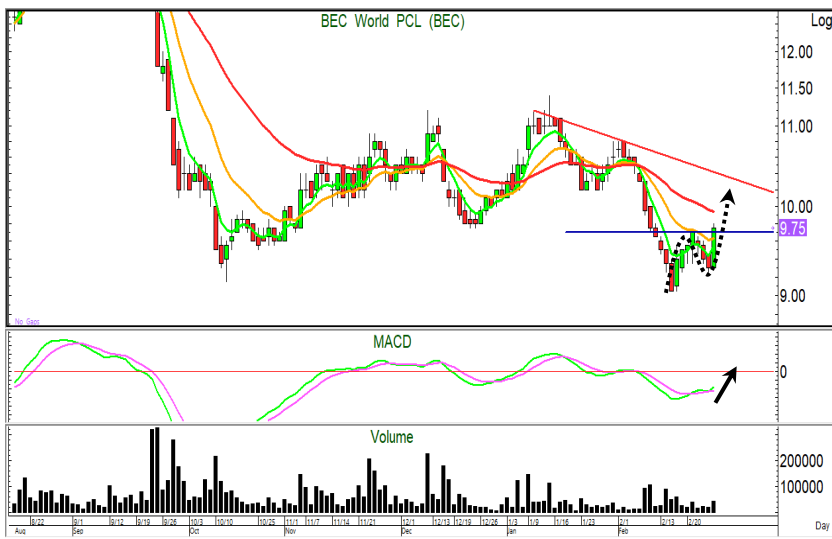 BEC World PCL (BEC)
Log
12.00
11.50
11.00
10.00
9.75
9.00
No Gaps
MACD
0
Volume
200000
100000
8/22 9/1 9/12 9/19 9/26 10/3 10/10 10/25 11/1 11/7 11/14 11/21 12/1 12/13 12/19 12/26 1/3 1/9 1/16 1/23 2/1 2/13 2/20
Day
Aug Sep Oct Nov Dec Jan Feb